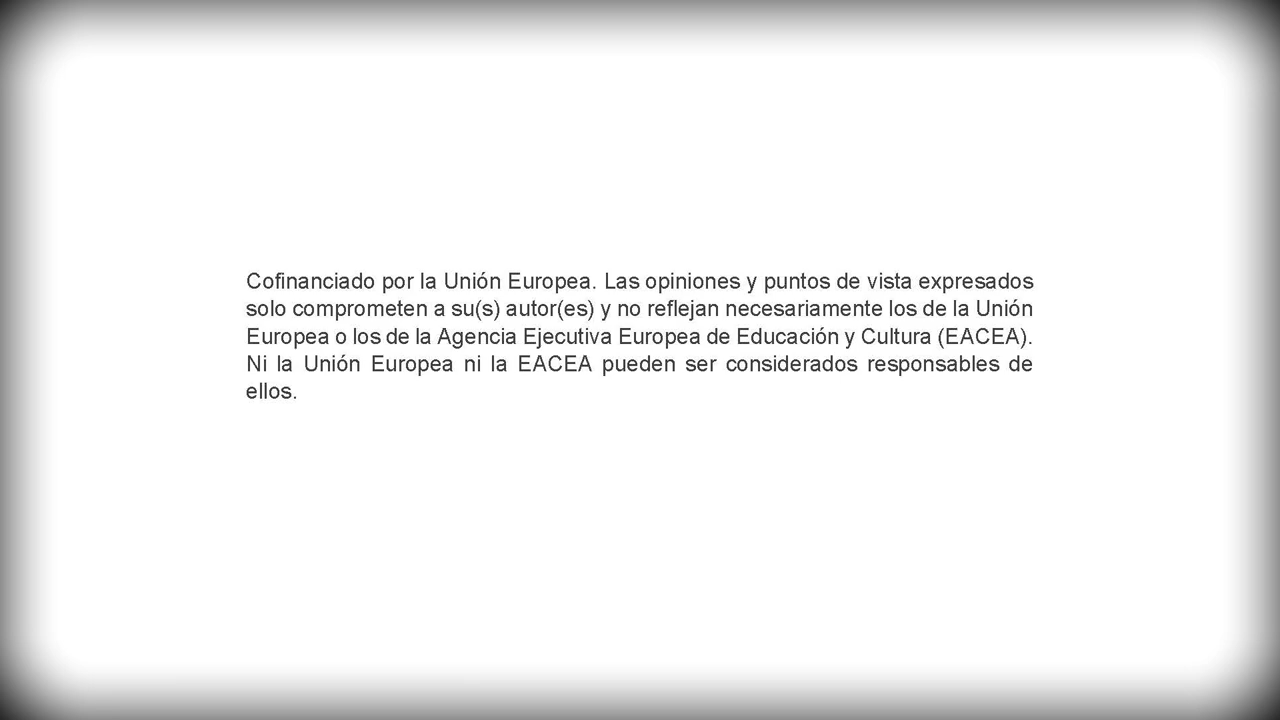 Cofinanciado por la Unión Europea. Las opiniones y puntos de vista expresados
solo comprometen a su(s) autor(es) y no reflejan necesariamente los de la Unión
Europea o los de la Agencia Ejecutiva Europea de Educación y Cultura (EACEA).
Ni la Unión Europea ni la EACEA pueden ser considerados responsables de
ellos.